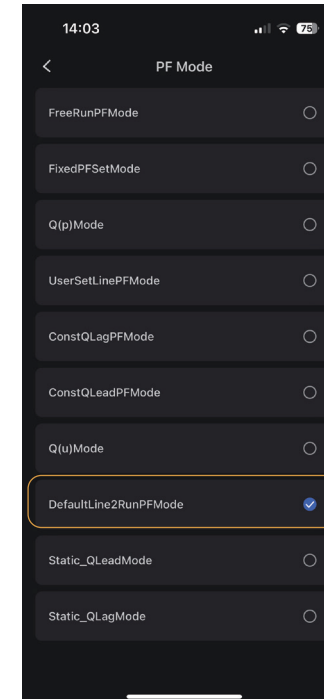 14:03
75
PF Mode
FreeRunPFMode
FixedPFSetMode
Q(p)Mode
UserSetLinePFMode
ConstQLagPFMode
ConstQLeadPFMode
Q(u)Mode
DefaultLine2RunPFMode
Static_QLeadMode
Static_QLagMode